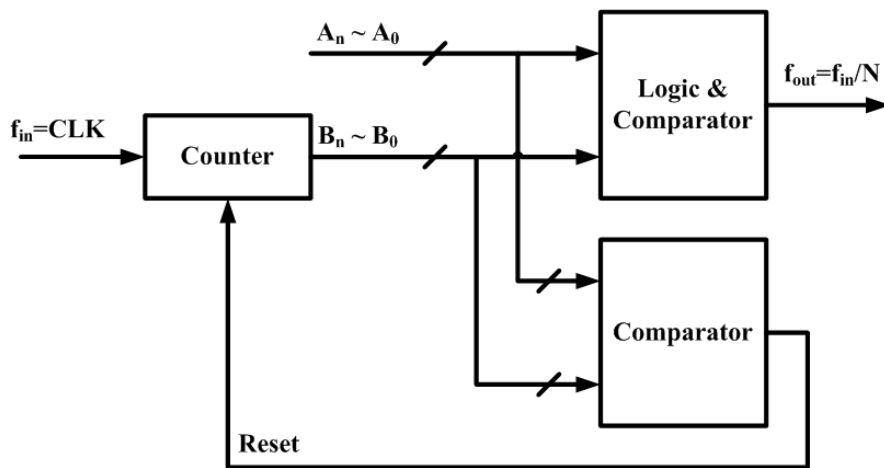 A_n ~ A_0
f_in=CLK
Counter
B_n ~ B_0
Logic &
Comparator
f_out=f_in/N
Comparator
Reset